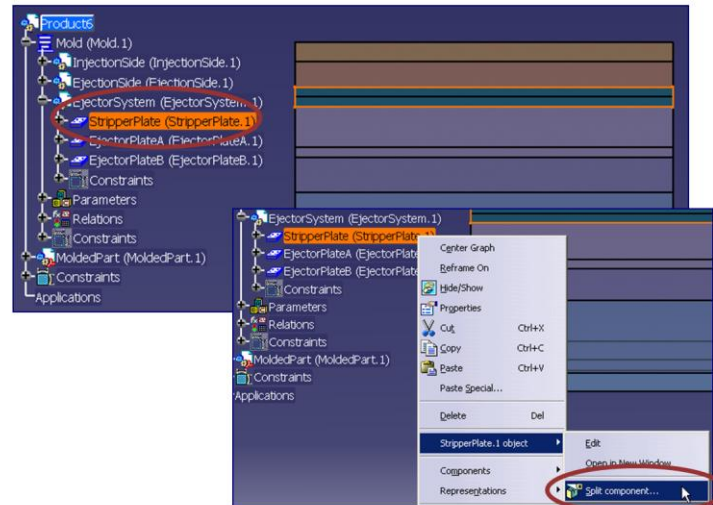 Product6
Mold (Mold.1)
InjectionSide (InjectionSide.1)
EjectionSide (EjectionSide.1)
EjectorSystem (EjectorSystem.1)
StripperPlate (StripperPlate.1)
EjectorPlateA (EjectorPlateA.1)
EjectorPlateB (EjectorPlateB.1)
Constraints
Parameters
Relations
Constraints
MoldedPart (MoldedPart.1)
Constraints
Applications
EjectorSystem (EjectorSystem.1)
StripperPlate (StripperPlate.1)
EjectorPlateA (EjectorPlate
EjectorPlateB (EjectorPlate
Constraints
Parameters
Relations
Constraints
MoldedPart (MoldedPart.1)
Constraints
Applications
Center Graph
Reframe On
Hide/Show
Properties
Cut Ctrl+X
Copy Ctrl+C
Paste Ctrl+V
Paste Special...
Delete Del
StripperPlate.1 object
Components
Representations
Edit
Open in New Window
Split component...